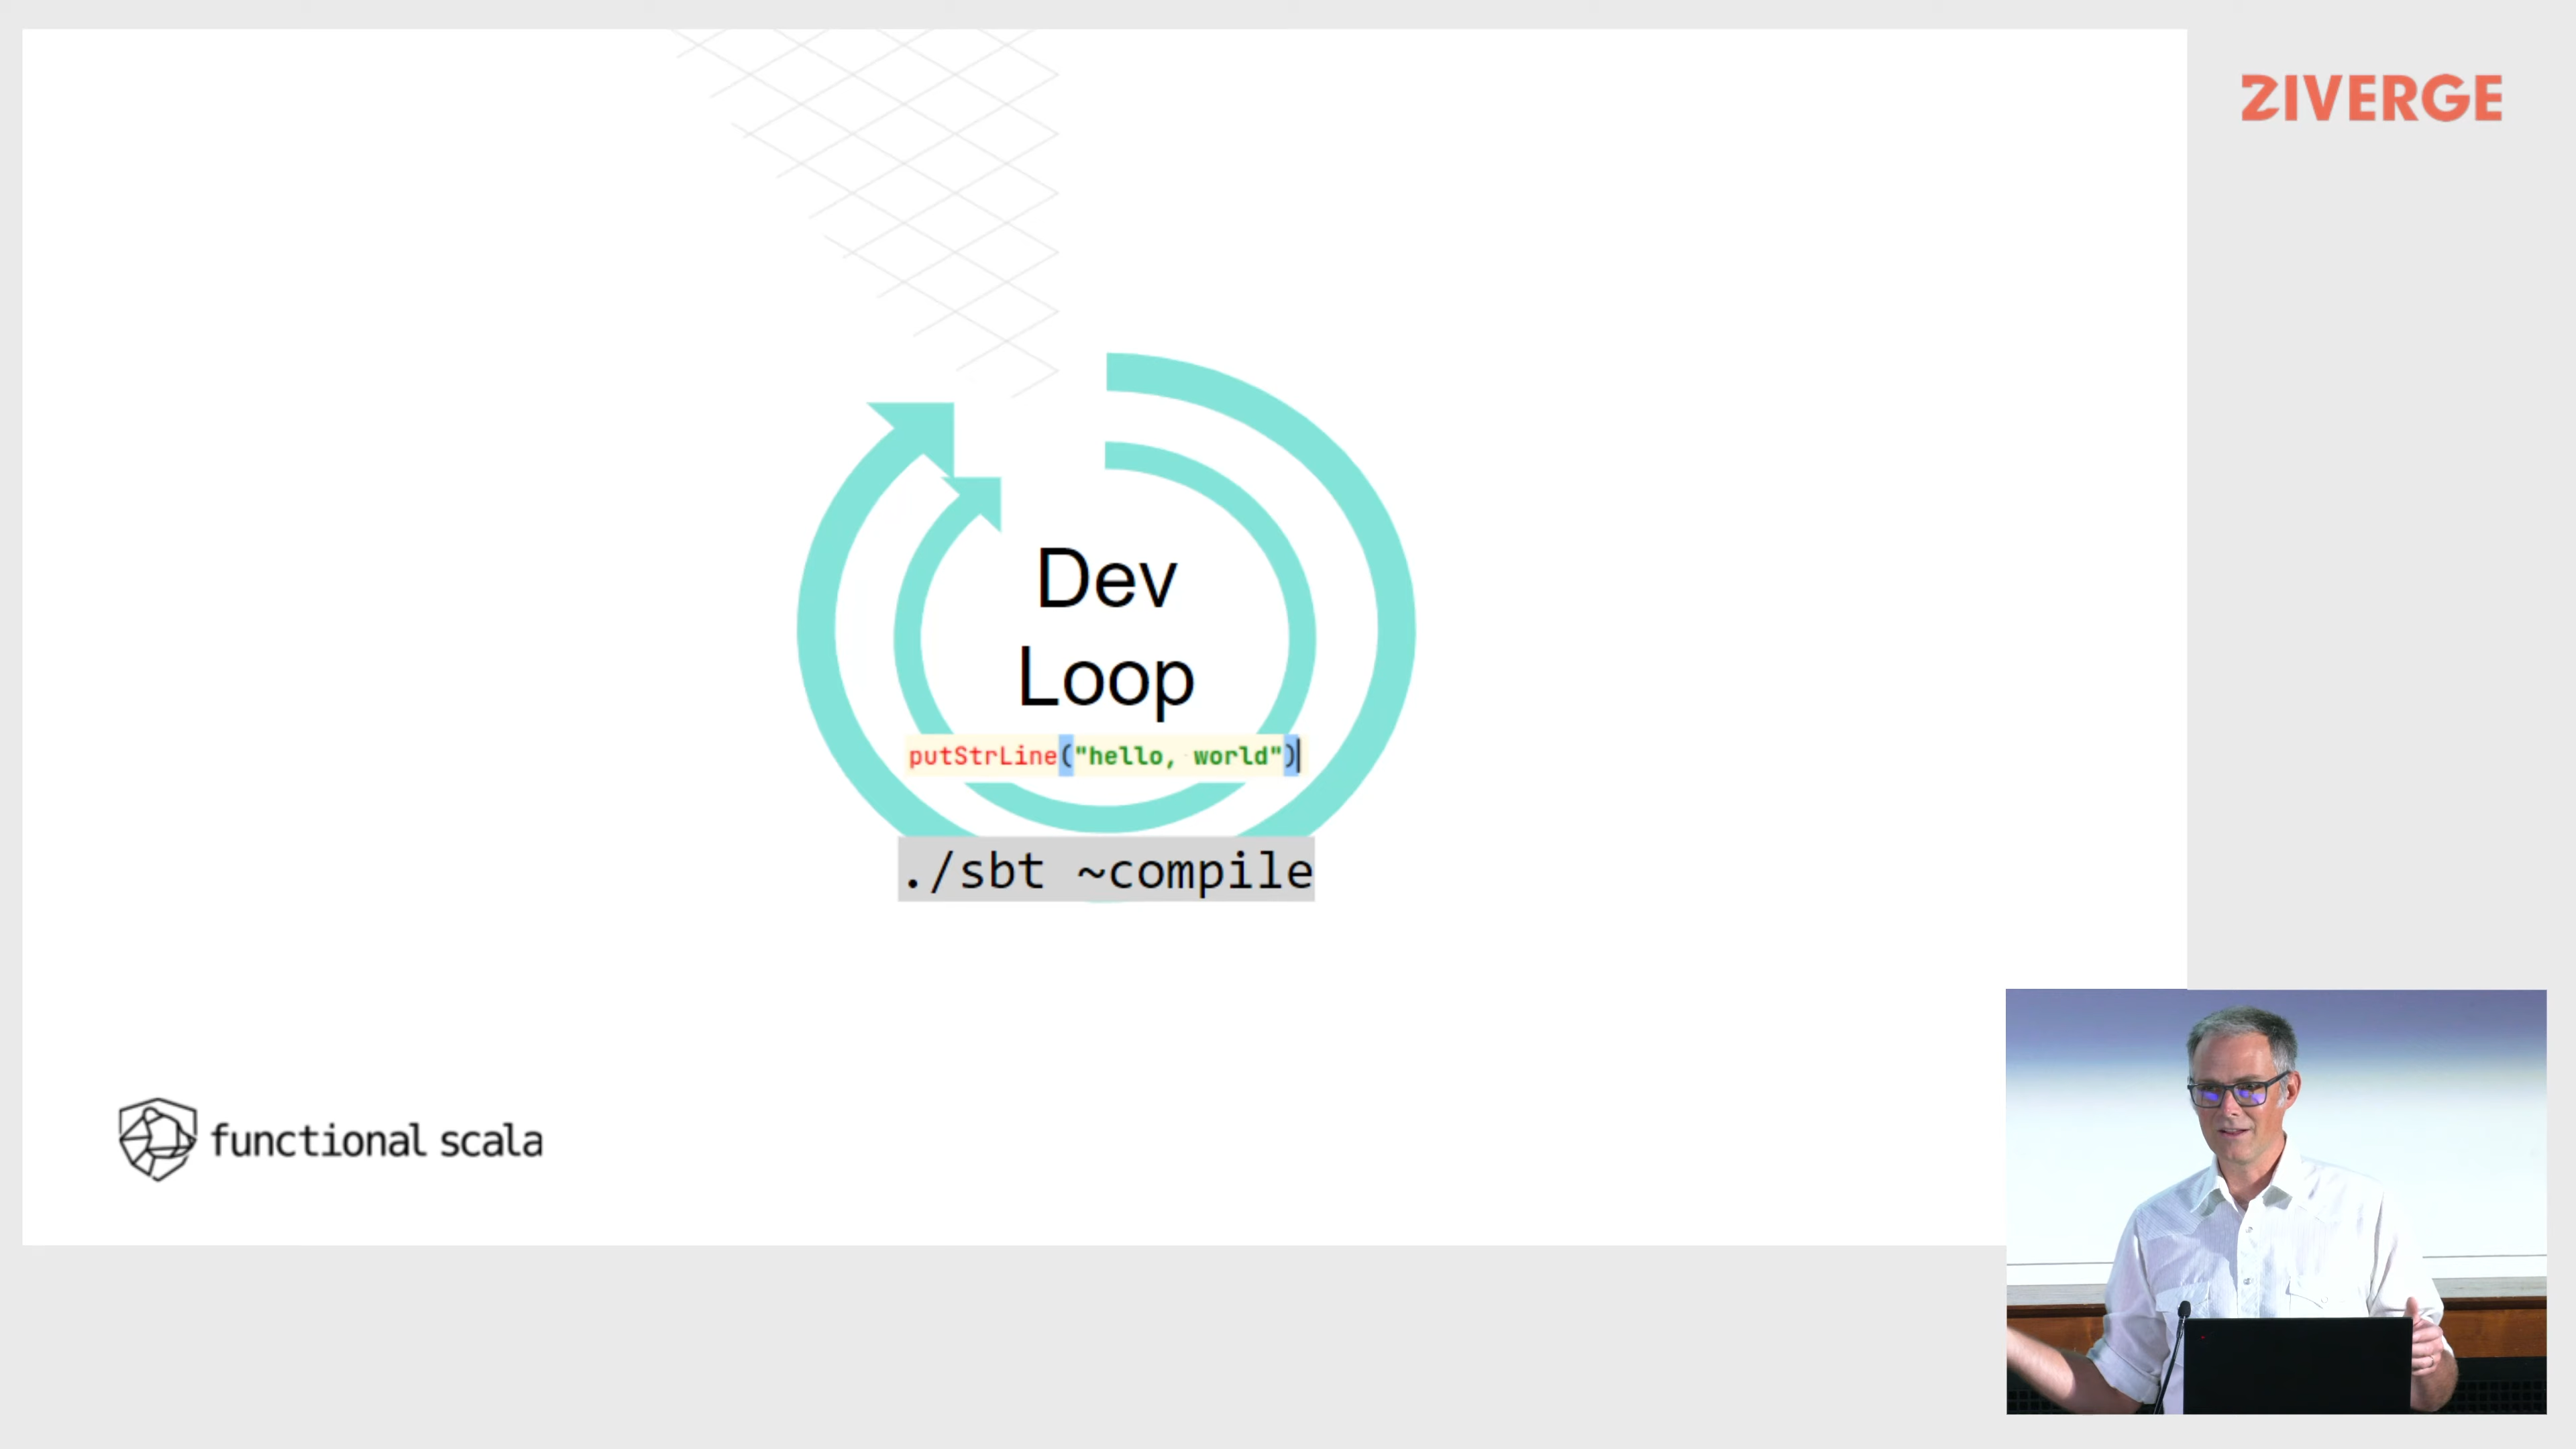 ZIVERGE
Dev
Loop
putStrLine("hello, world")
./sbt ~compile
functional scala